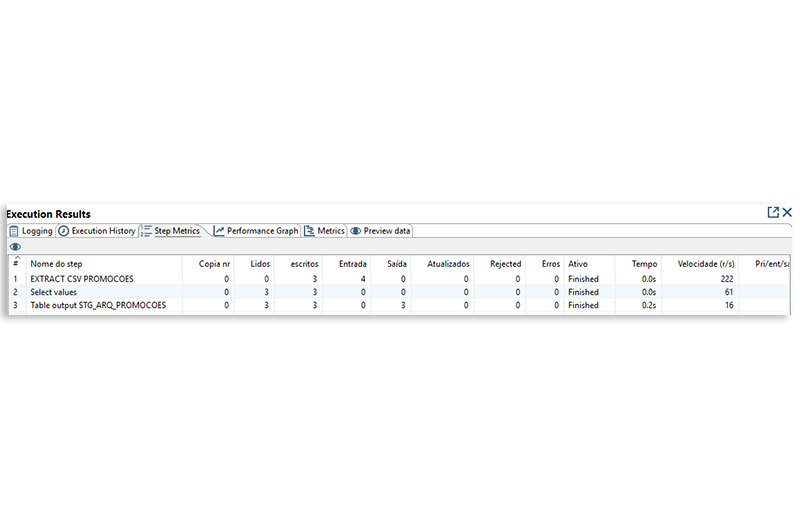 Execution Results
Logging Execution History Step Metrics Performance Graph Metrics Preview data
# Nome do step Copia nr Lidos escritos Entrada Saída Atualizados Rejected Erros Ativo Tempo Velocidade (r/s) Pri/ent/sa
1 EXTRACT CSV PROMOCOES 0 0 3 4 0 0 0 0 Finished 0.0s 222
2 Select values 0 3 3 0 0 0 0 0 Finished 0.0s 61
3 Table output STG_ARQ_PROMOCOES 0 3 3 0 3 0 0 0 Finished 0.2s 16